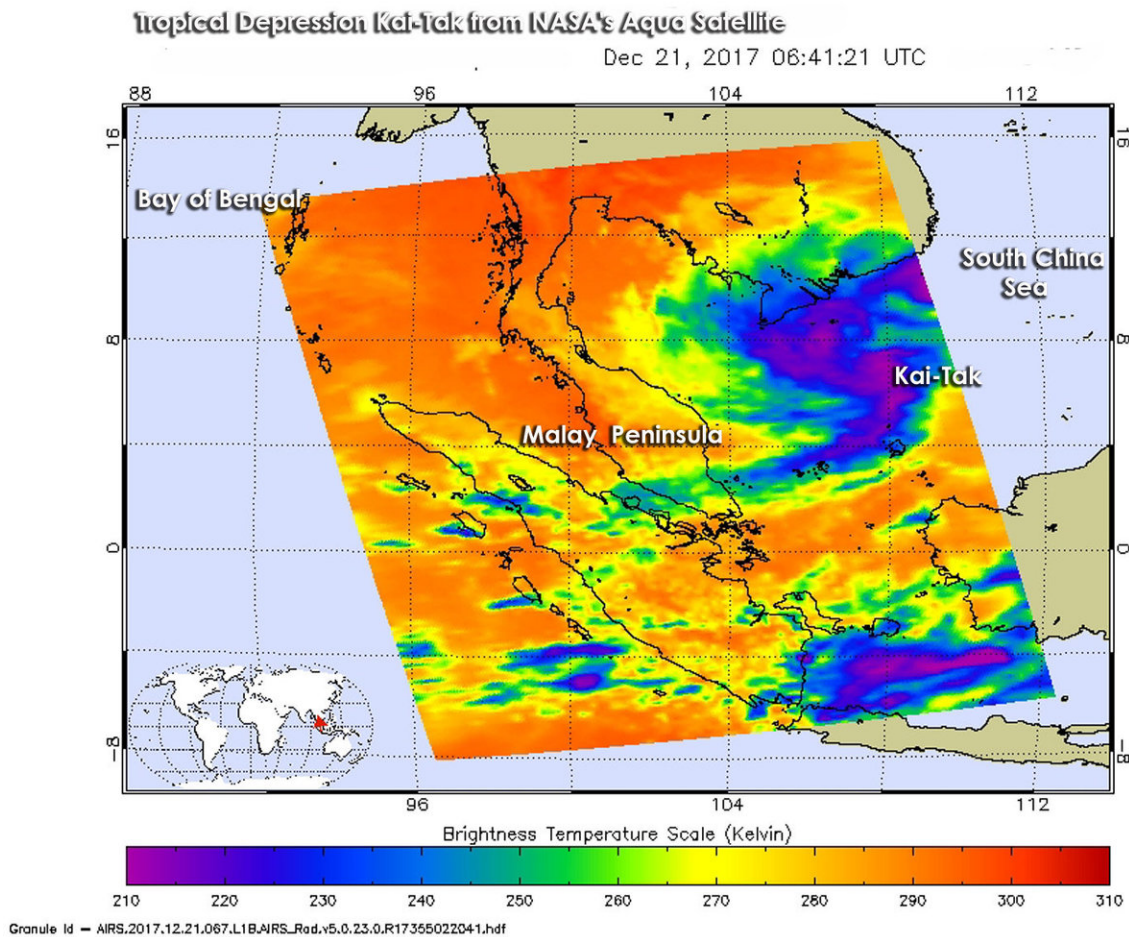 Tropical Depression Kai-Tak from NASA's Aqua Satellite
Dec 21, 2017 06:41:21 UTC
88 96 104 112
16 16
Bay of Bengal
South China
Sea
8 8
Kai-Tak
Malay Peninsula
0 0
-8 -8
96 104 112
Brightness Temperature Scale (Kelvin)
210 220 230 240 250 260 270 280 290 300 310
Granule Id – AIRS.2017.12.21.067.L1B.AIRS_Rad.v5.0.23.0.R17355022041.hdf